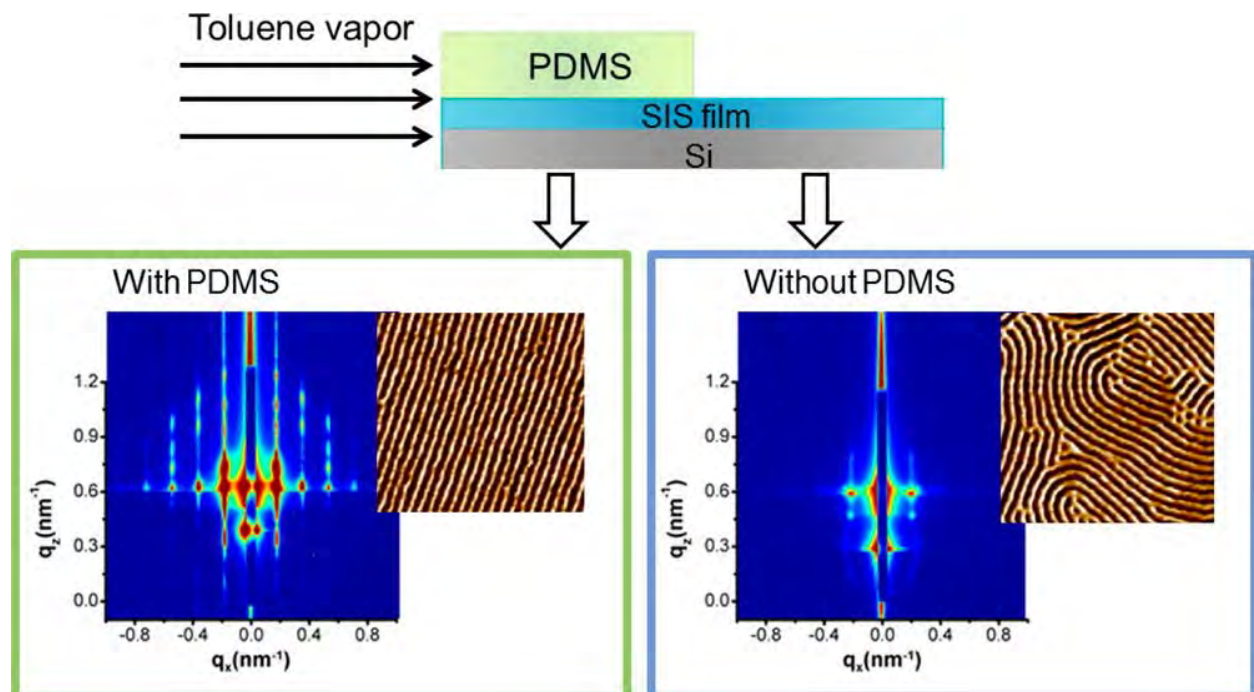 Toluene vapor
PDMS
SIS film
Si
With PDMS
1.2
0.9
0.6
0.3
0.0
qz(nm-1)
-0.8 -0.4 0.0 0.4 0.8
qx(nm-1)
Without PDMS
1.2
0.9
0.6
0.3
0.0
qz(nm-1)
-0.8 -0.4 0.0 0.4 0.8
qx(nm-1)